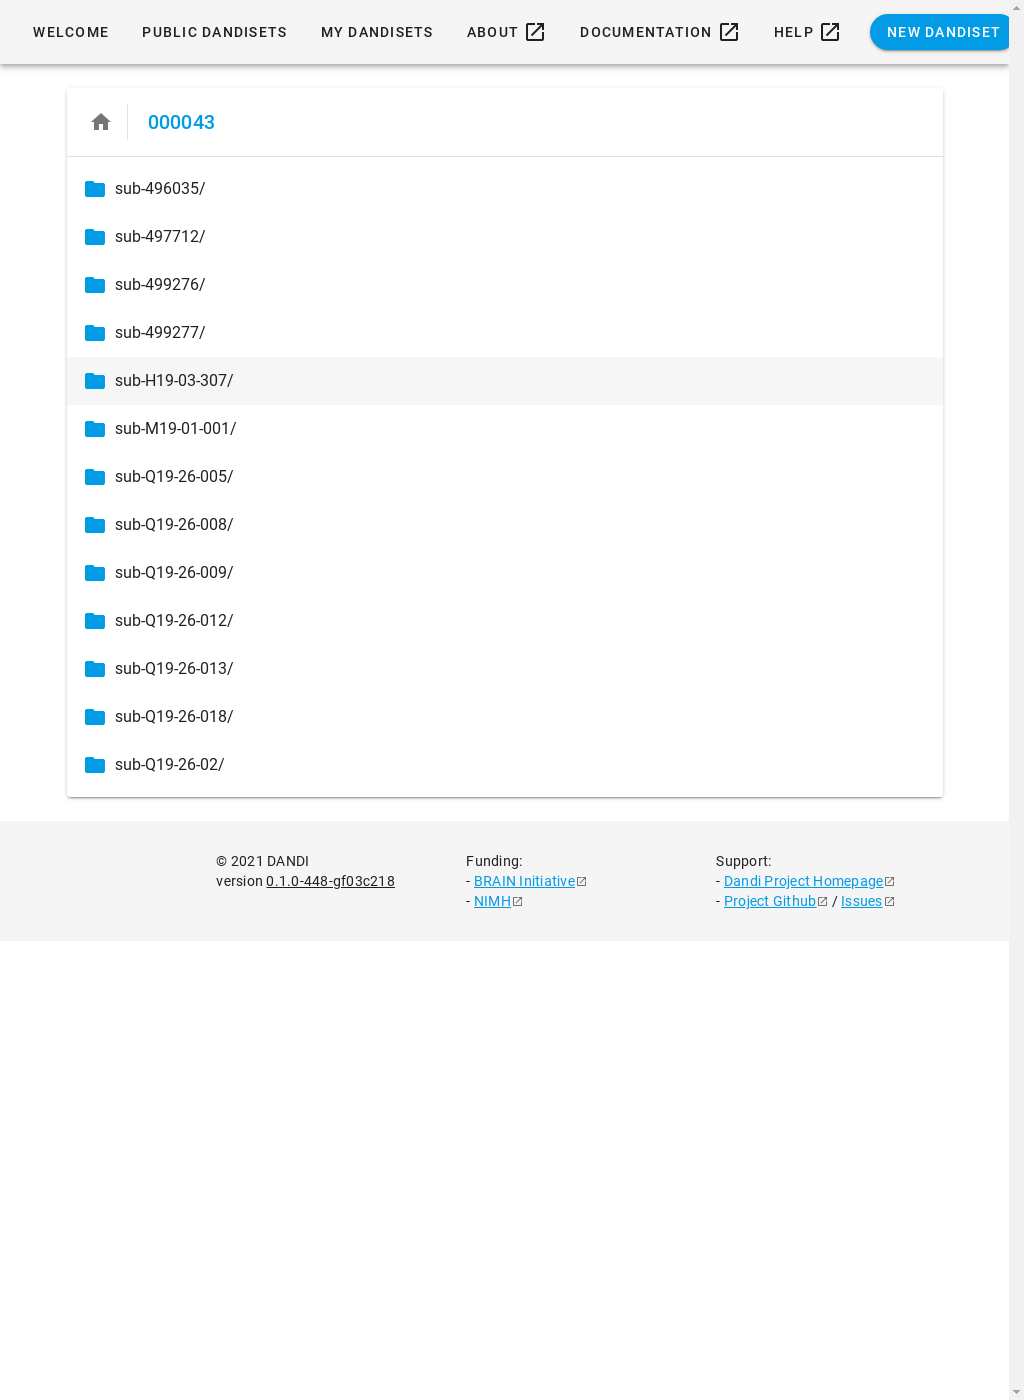 WELCOME PUBLIC DANDISETS MY DANDISETS ABOUT DOCUMENTATION HELP NEW DANDISET
000043
sub-496035/
sub-497712/
sub-499276/
sub-499277/
sub-H19-03-307/
sub-M19-01-001/
sub-Q19-26-005/
sub-Q19-26-008/
sub-Q19-26-009/
sub-Q19-26-012/
sub-Q19-26-013/
sub-Q19-26-018/
sub-Q19-26-02/
© 2021 DANDI
version 0.1.0-448-gf03c218
Funding:
- BRAIN Initiative
- NIMH
Support:
- Dandi Project Homepage
- Project Github / Issues